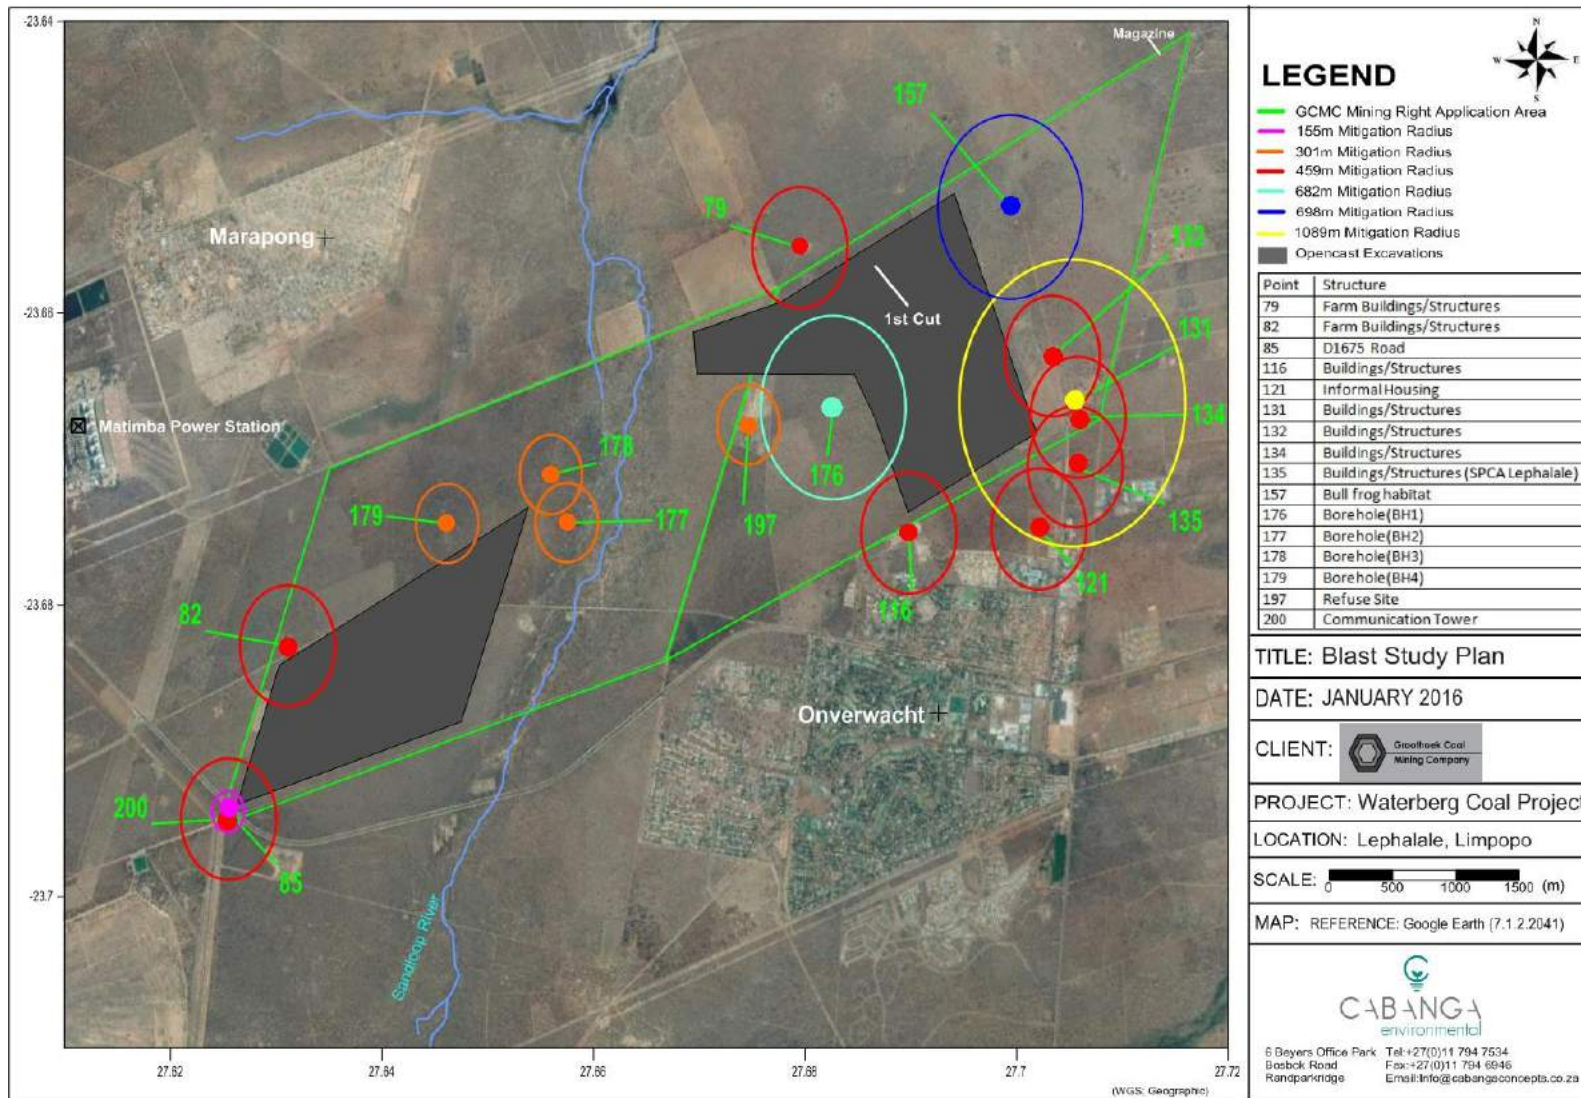 -23.64
-23.66
-23.68
-23.7
27.62
27.64
27.66
27.68
27.7
27.72
(WGS: Geographic)
Magazine
157
79
Marapong
132
1st Cut
131
Matimba Power Station
134
178
176
179
177
197
135
121
116
82
Onverwacht
200
85
Sandloop River
N
W
E
S
LEGEND
GCMC Mining Right Application Area
155m Mitigation Radius
301m Mitigation Radius
459m Mitigation Radius
682m Mitigation Radius
698m Mitigation Radius
1089m Mitigation Radius
Opencast Excavations
Point Structure
79 Farm Buildings/Structures
82 Farm Buildings/Structures
85 D1675 Road
116 Buildings/Structures
121 Informal Housing
131 Buildings/Structures
132 Buildings/Structures
134 Buildings/Structures
135 Buildings/Structures (SPCA Lephalale)
157 Bull frog habitat
176 Borehole(BH1)
177 Borehole(BH2)
178 Borehole(BH3)
179 Borehole(BH4)
197 Refuse Site
200 Communication Tower
TITLE: Blast Study Plan
DATE: JANUARY 2016
CLIENT:
Groothoek Coal
Mining Company
PROJECT: Waterberg Coal Project
LOCATION: Lephalale, Limpopo
SCALE: 0 500 1000 1500 (m)
MAP: REFERENCE: Google Earth (7.1.2.2041)
CABANGA
environmental
6 Beyers Office Park Tel:+27(0)11 794 7534
Bosbok Road Fax:+27(0)11 794 6946
Randparkridge Email:Info@cabangaconcepts.co.za